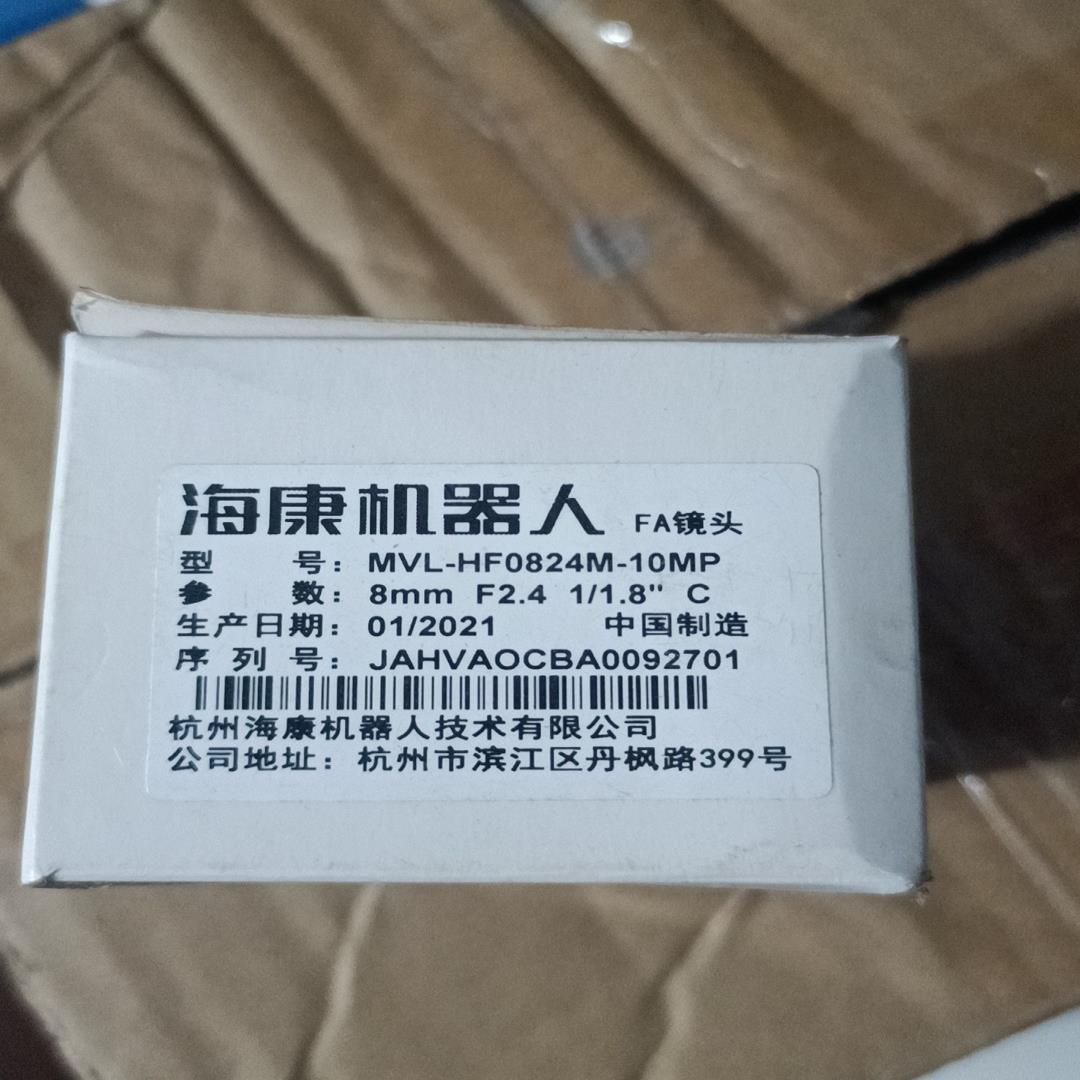 海康机器人 FA镜头
型 号：MVL-HF0824M-10MP
参 数：8mm F2.4 1/1.8" C
生产日期：01/2021 中国制造
序 列 号：JAHVAOCBA0092701
杭州海康机器人技术有限公司
公司地址：杭州市滨江区丹枫路399号